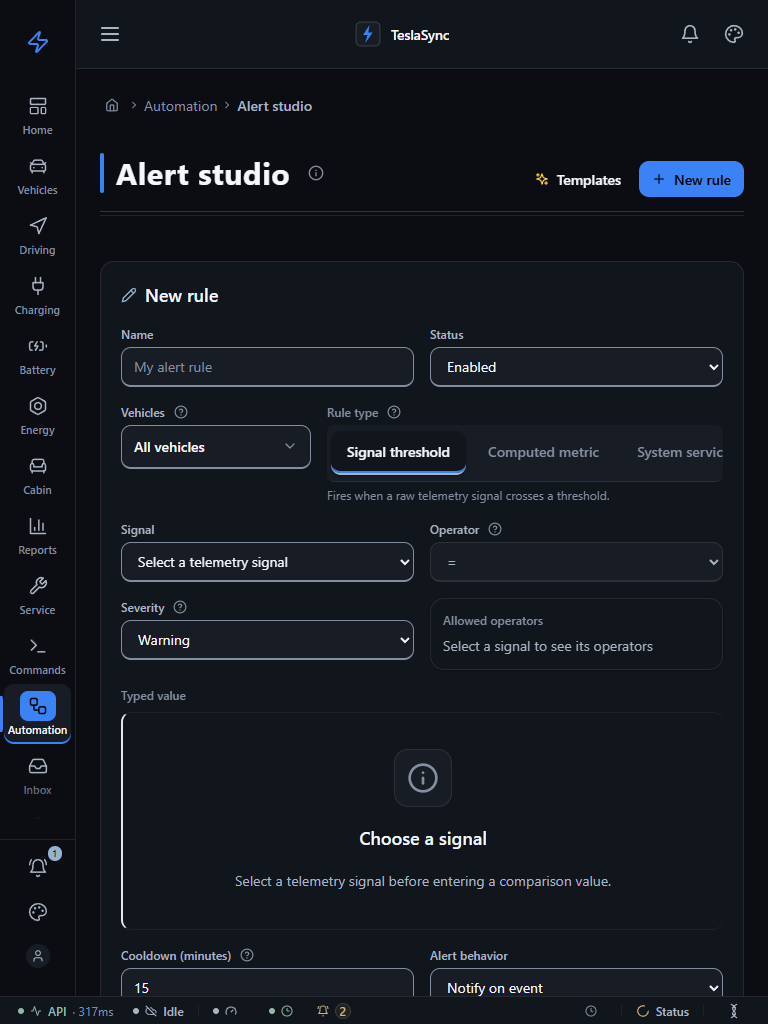 TeslaSync
Home
Vehicles
Driving
Charging
Battery
Energy
Cabin
Reports
Service
Commands
Automation
Inbox
1
Automation
Alert studio
Alert studio
Templates
New rule
New rule
Name
Status
My alert rule
Enabled
Vehicles
Rule type
All vehicles
Signal threshold
Computed metric
System servic
Fires when a raw telemetry signal crosses a threshold.
Signal
Operator
Select a telemetry signal
=
Severity
Warning
Allowed operators
Select a signal to see its operators
Typed value
Choose a signal
Select a telemetry signal before entering a comparison value.
Cooldown (minutes)
Alert behavior
15
Notify on event
API · 317ms
Idle
2
Status